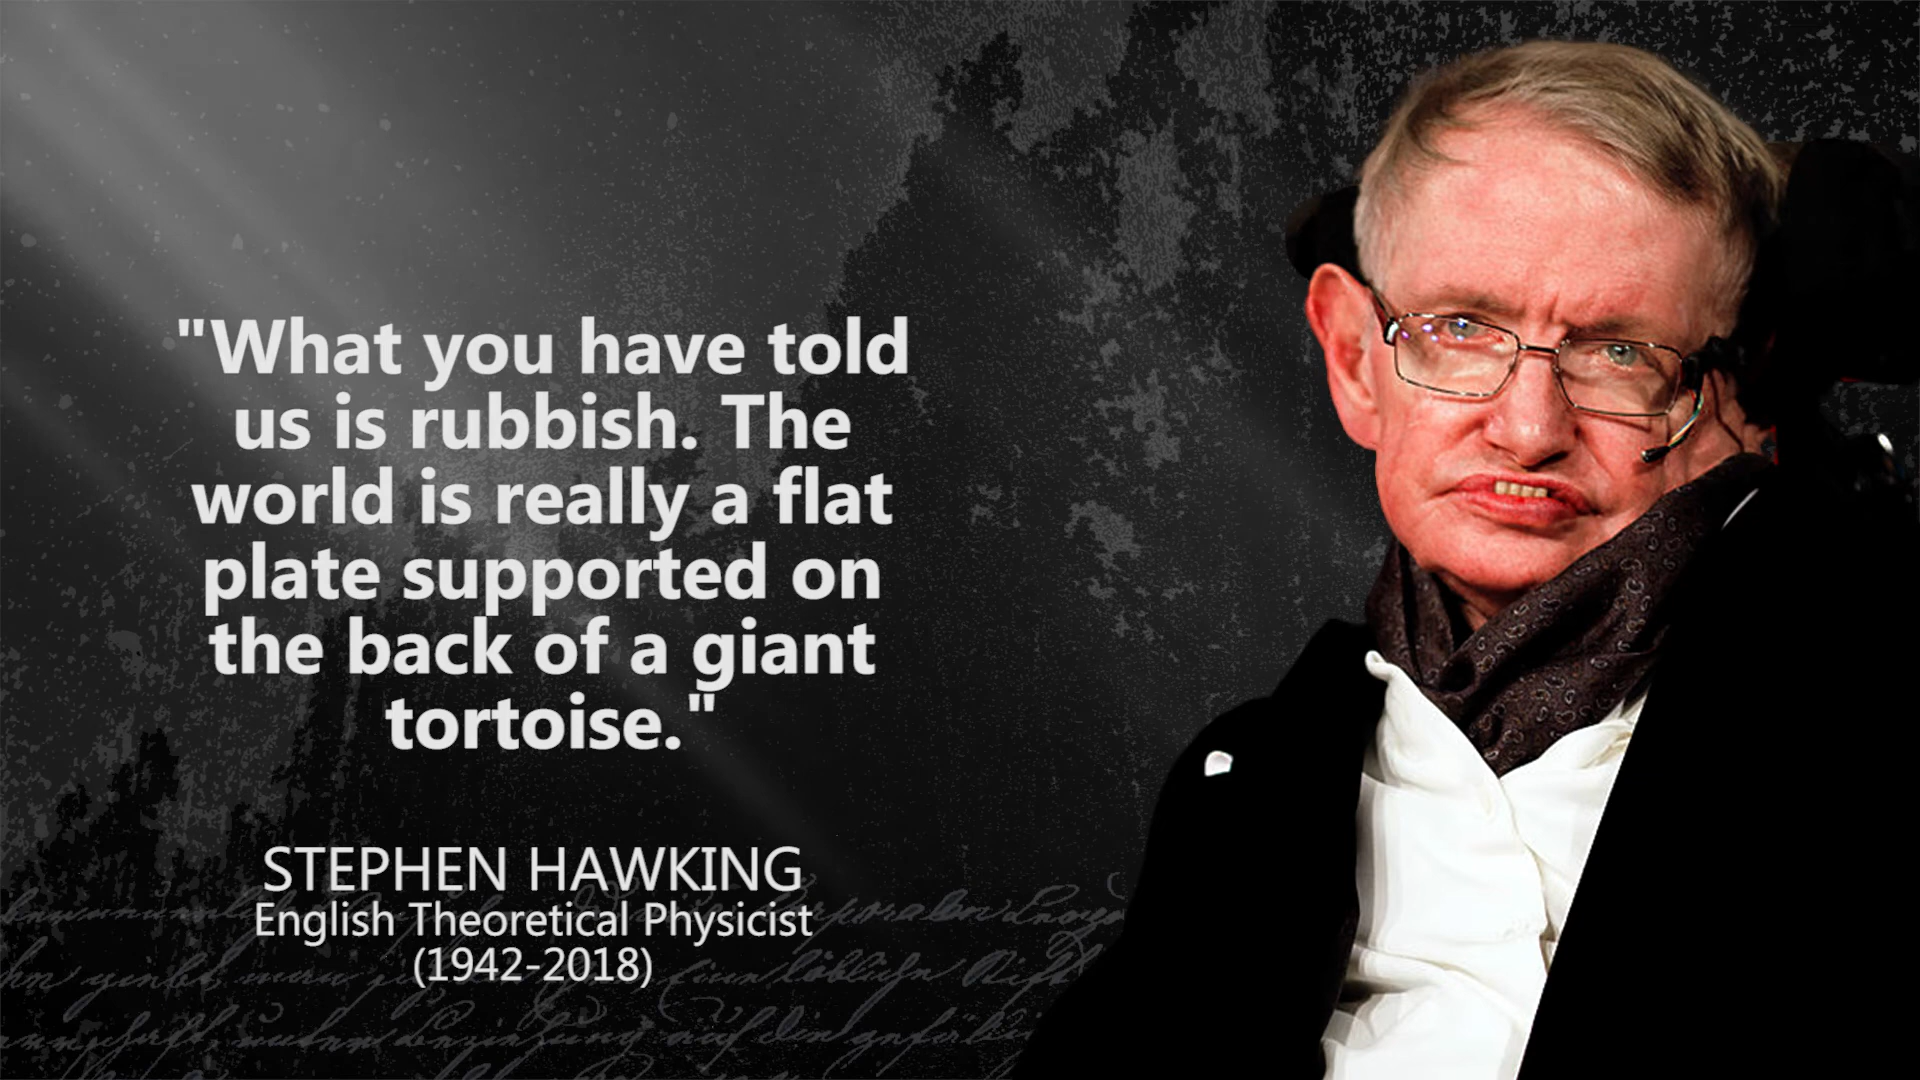 "What you have told
us is rubbish. The
world is really a flat
plate supported on
the back of a giant
tortoise."
STEPHEN HAWKING
English Theoretical Physicist
(1942-2018)